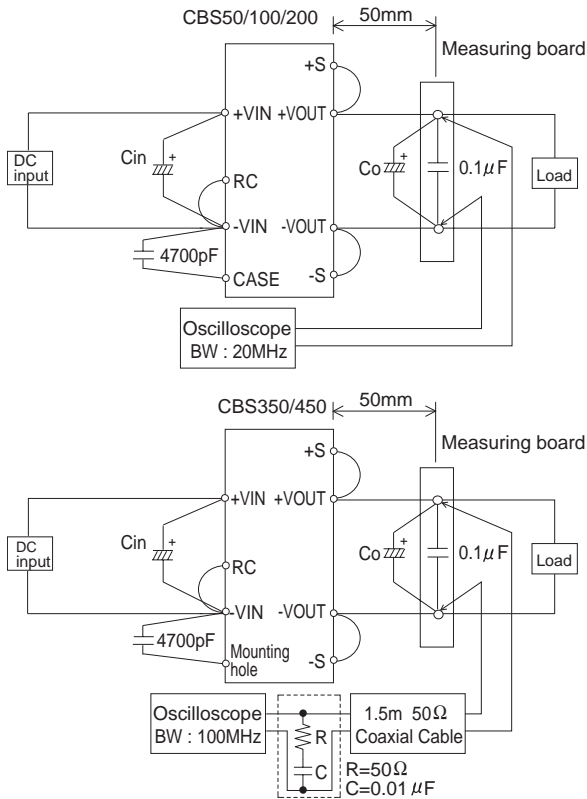 CBS50/100/200
50mm
Measuring board
+S
+VIN +VOUT
DC
input
Cin
+
RC
Co
+
0.1μF
Load
-VIN -VOUT
4700pF
CASE
-S
Oscilloscope
BW : 20MHz
CBS350/450
50mm
Measuring board
+S
+VIN +VOUT
DC
input
Cin
+
RC
Co
+
0.1μF
Load
-VIN -VOUT
4700pF
Mounting
hole
-S
Oscilloscope
BW : 100MHz
R
C
1.5m 50Ω
Coaxial Cable
R=50Ω
C=0.01 μF